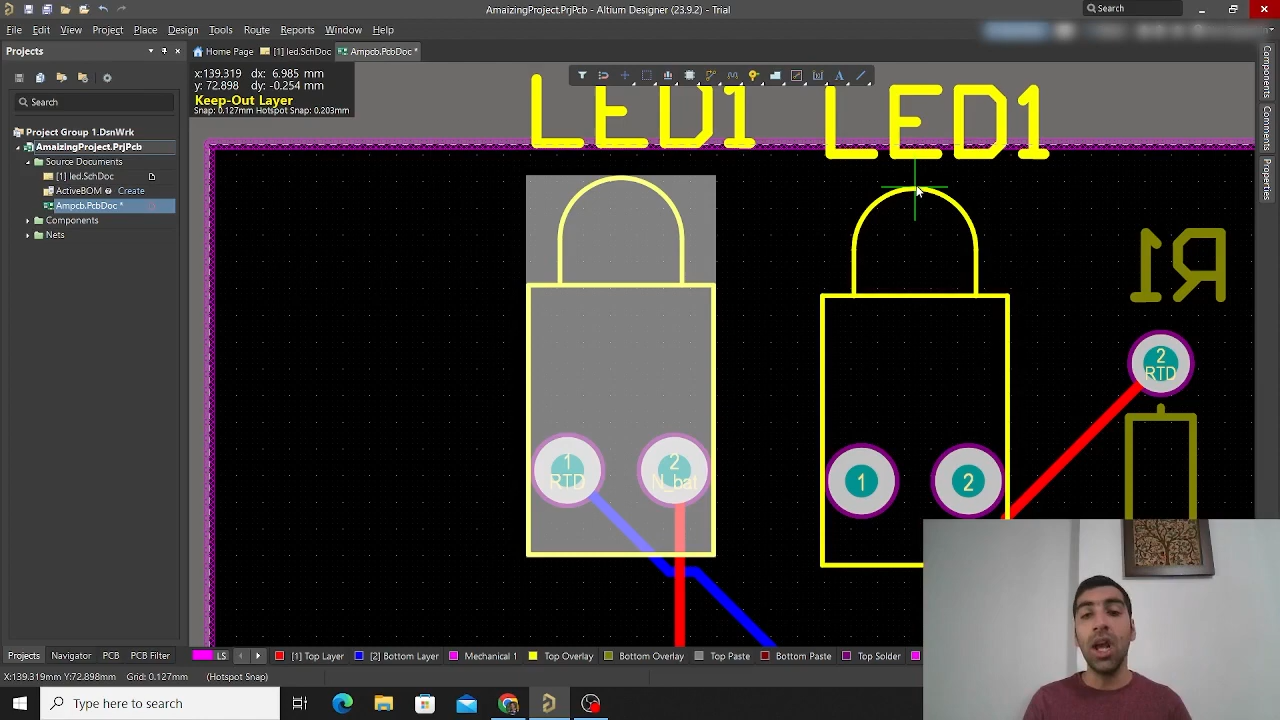 AmaizingProject.PrjPcb - Altium Designer (23.9.2) - Trial
Search
File Edit View Project Place Design Tools Route Reports Window Help
Projects
Home Page [1] led.SchDoc Ampcb.PcbDoc *
x:139.319 dx: 6.985 mm
y: 72.898 dy: -0.254 mm
Keep-Out Layer
Snap: 0.127mm Hotspot Snap: 0.203mm
Search
Project Group 1.DsnWrk
AmaizingProject.PrjPcb
Source Documents
[1] led.SchDoc
ActiveBOM Create
Ampcb.PcbDoc *
Components
Nets
LED1
LED1
R1
2
RTD
1
RTD
2
N_bat
1
2
Components
Comments
Properties
Projects Navigator PCB PCB Filter
LS [1] Top Layer [2] Bottom Layer Mechanical 1 Top Overlay Bottom Overlay Top Paste Bottom Paste Top Solder
X:139.319mm Y:72.898mm Grid: 0.127mm (Hotspot Snap)
Type here to search